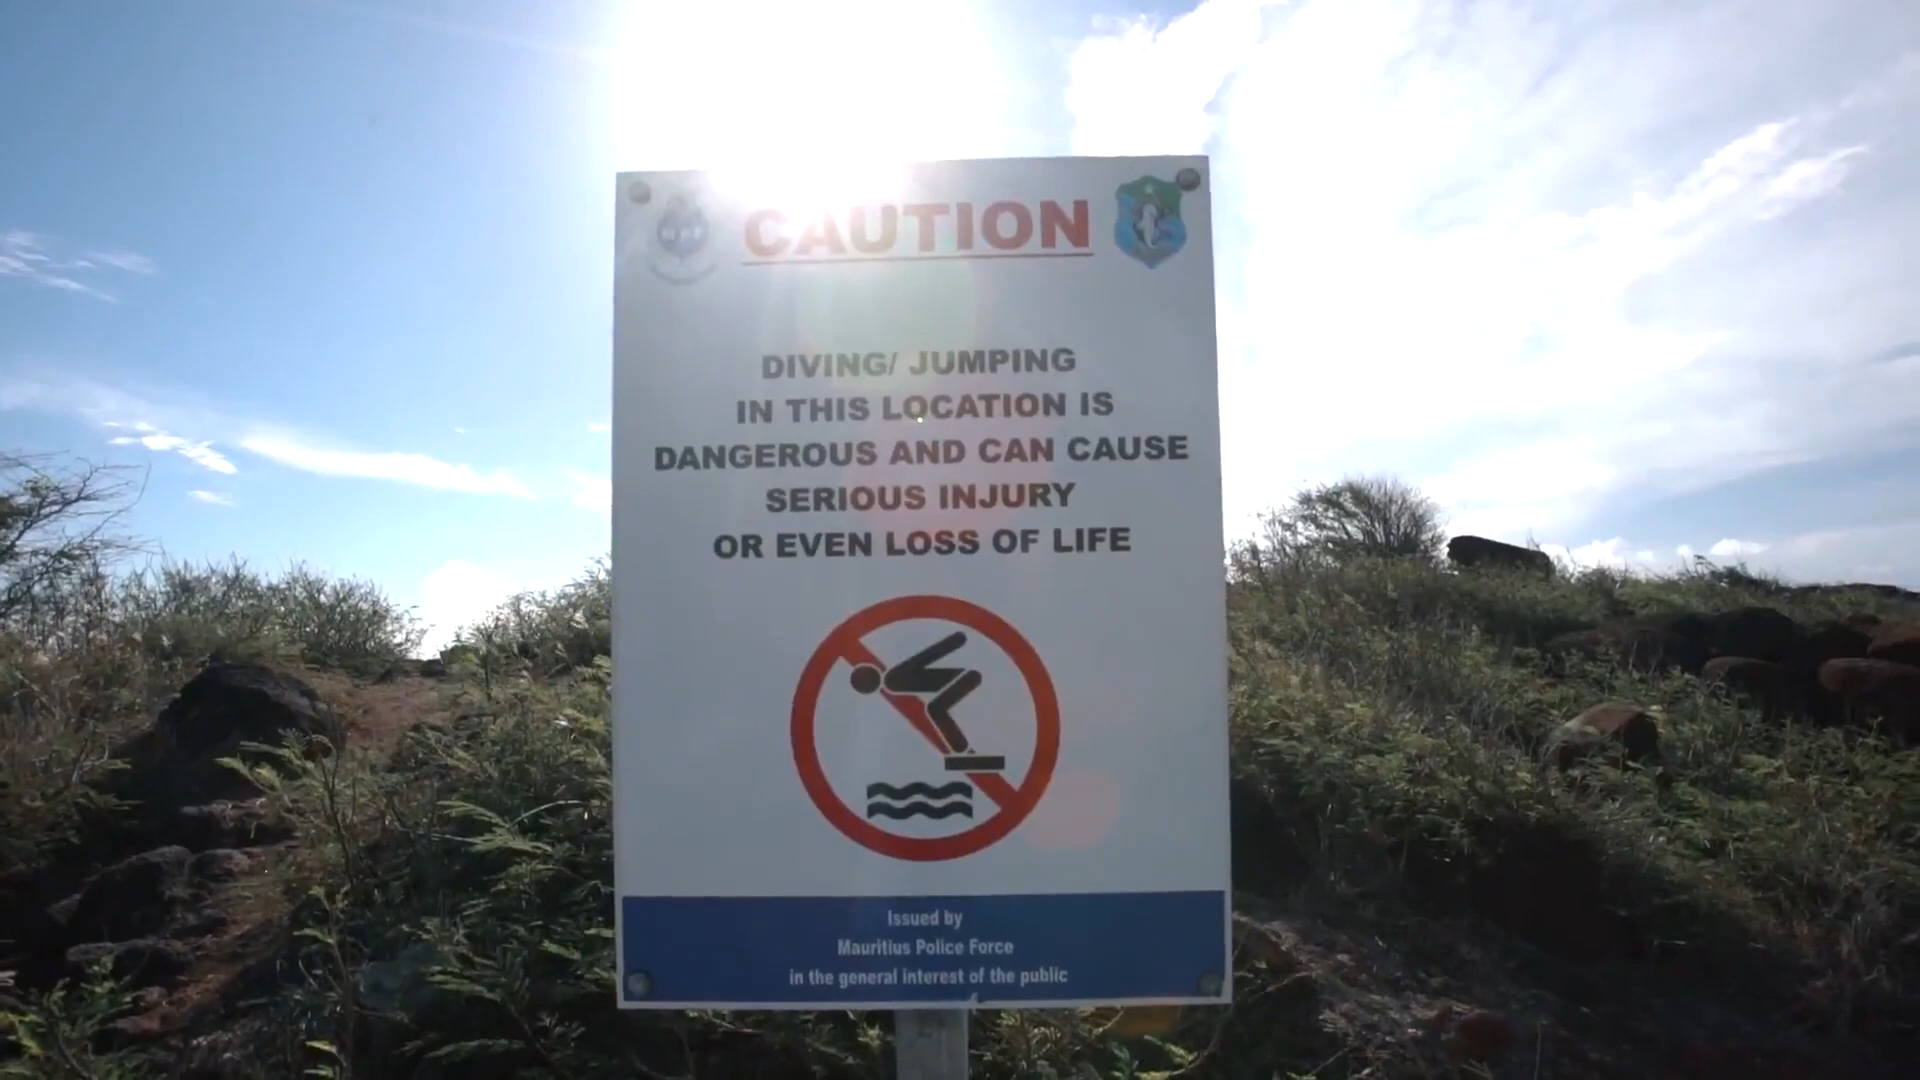 CAUTION
DIVING/ JUMPING
IN THIS LOCATION IS
DANGEROUS AND CAN CAUSE
SERIOUS INJURY
OR EVEN LOSS OF LIFE
Issued by
Mauritius Police Force
in the general interest of the public